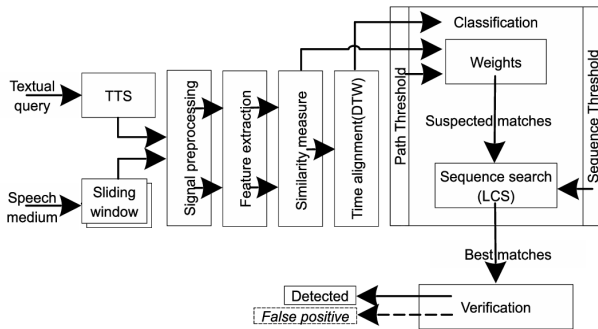 Textual
query
TTS
Speech
medium
Sliding
window
Signal preprocessing
Feature extraction
Similarity measure
Time alignment(DTW)
Path Threshold
Classification
Weights
Suspected matches
Sequence search
(LCS)
Sequence Threshold
Best matches
Verification
Detected
False positive